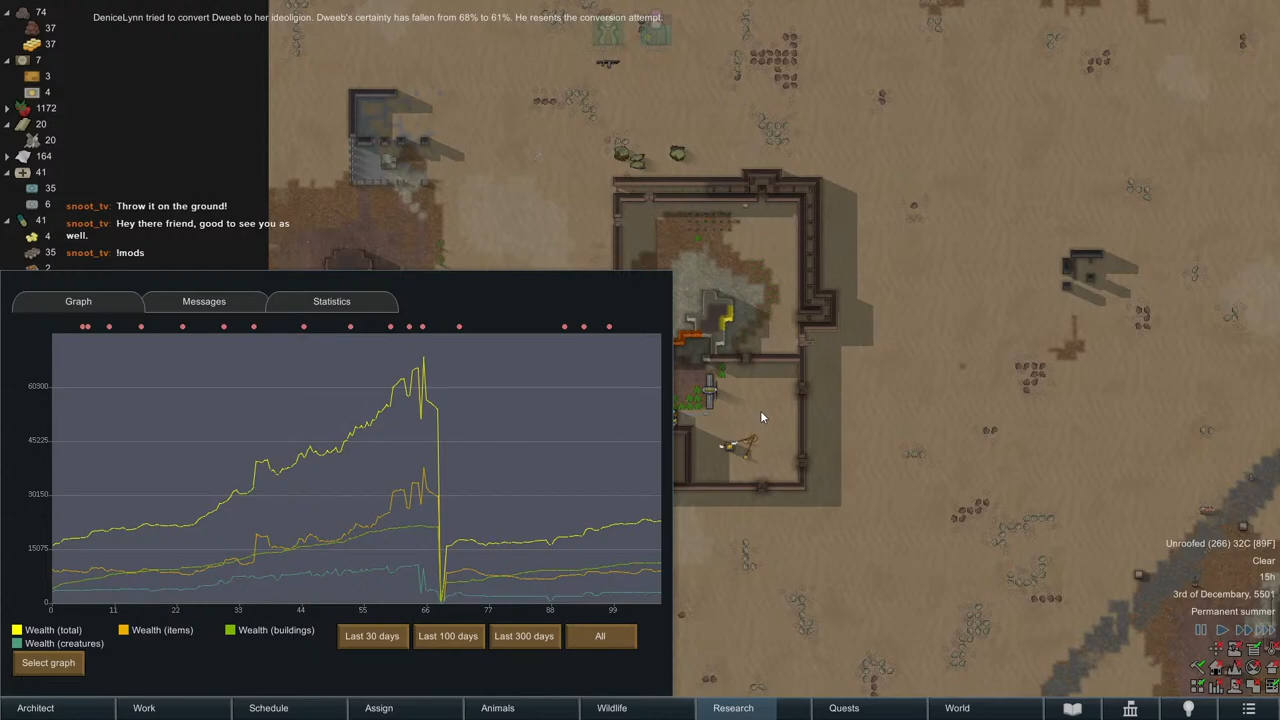 74
DeniceLynn tried to convert Dweeb to her ideoligion. Dweeb's certainty has fallen from 68% to 61%. He resents the conversion attempt.
37
37
7
3
4
1172
20
20
164
41
35
6
snoot_tv: Throw it on the ground!
41
snoot_tv: Hey there friend, good to see you as
well.
4
35
snoot_tv: !mods
2
Graph
Messages
Statistics
60300
45225
30150
15075
0
0 11 22 33 44 55 66 77 88 99
Wealth (total)
Wealth (items)
Wealth (buildings)
Wealth (creatures)
Last 30 days
Last 100 days
Last 300 days
All
Select graph
Unroofed (266) 32C [89F]
Clear
15h
3rd of Decembary, 5501
Permanent summer
Architect
Work
Schedule
Assign
Animals
Wildlife
Research
Quests
World